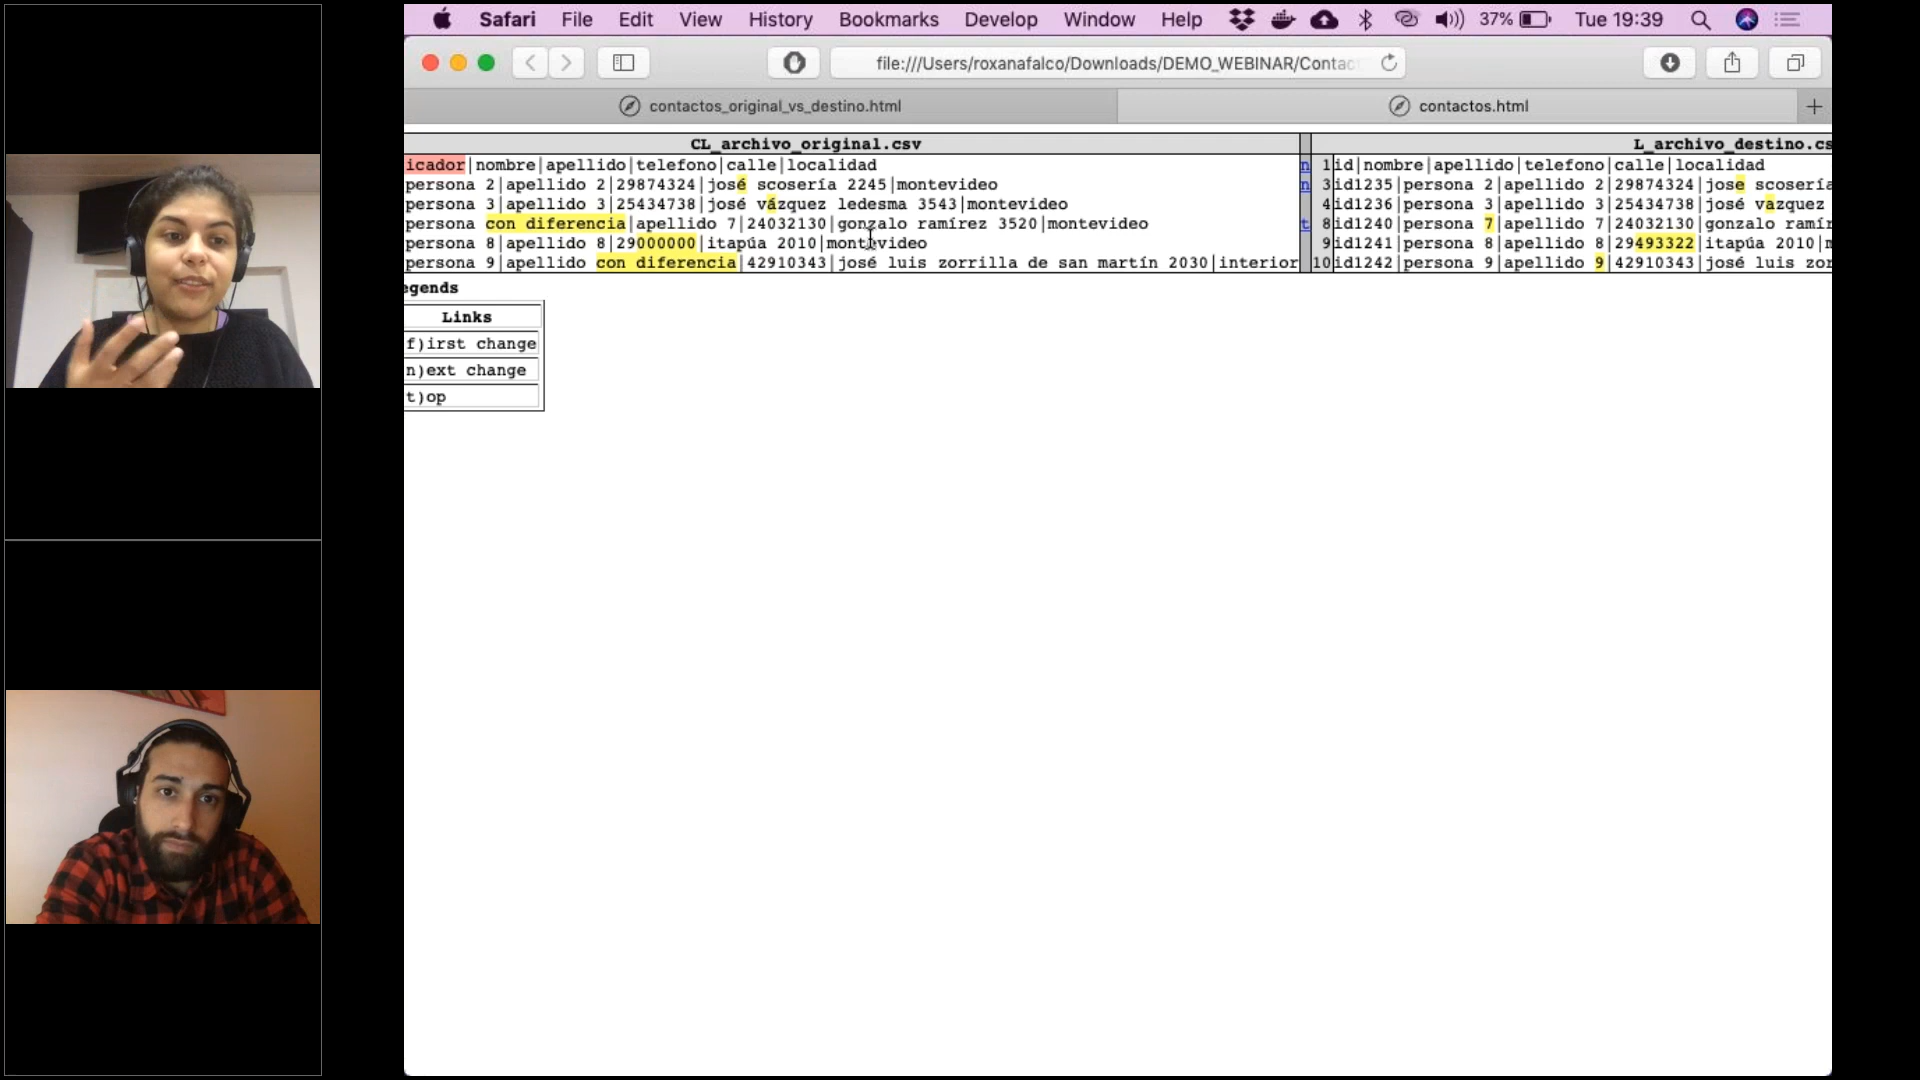 Safari File Edit View History Bookmarks Develop Window Help 37% Tue 19:39
file:///Users/roxanafalco/Downloads/DEMO_WEBINAR/Contac
contactos_original_vs_destino.html contactos.html +
CL_archivo_original.csv L_archivo_destino.cs
icador|nombre|apellido|telefono|calle|localidad n 1 id|nombre|apellido|telefono|calle|localidad
persona 2|apellido 2|29874324|josé scosería 2245|montevideo n 3 id1235|persona 2|apellido 2|29874324|jose scosería
persona 3|apellido 3|25434738|josé vázquez ledesma 3543|montevideo 4 id1236|persona 3|apellido 3|25434738|josé vazquez
persona con diferencia|apellido 7|24032130|gonzalo ramírez 3520|montevideo t 8 id1240|persona 7|apellido 7|24032130|gonzalo ramír
persona 8|apellido 8|29000000|itapúa 2010|montevideo 9 id1241|persona 8|apellido 8|29493322|itapúa 2010|m
persona 9|apellido con diferencia|42910343|josé luis zorrilla de san martín 2030|interior 10 id1242|persona 9|apellido 9|42910343|josé luis zor
egends
Links
f)irst change
n)ext change
t)op